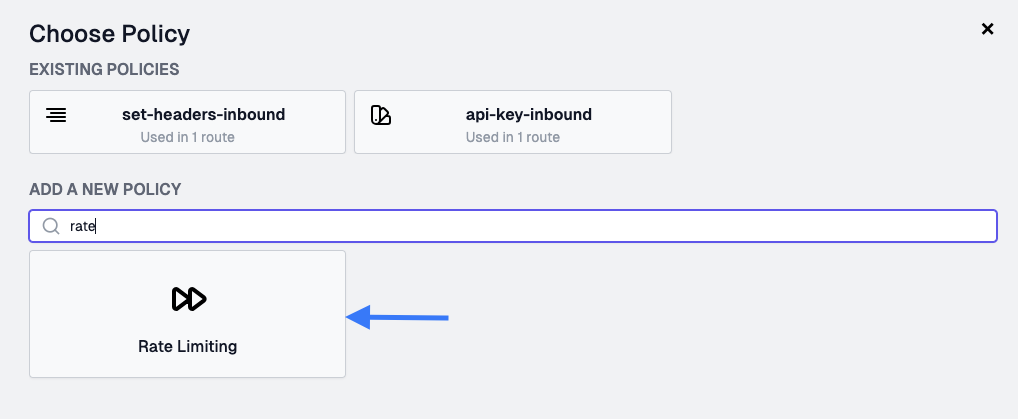 Choose Policy
EXISTING POLICIES
set-headers-inbound
Used in 1 route
api-key-inbound
Used in 1 route
ADD A NEW POLICY
rate
Rate Limiting